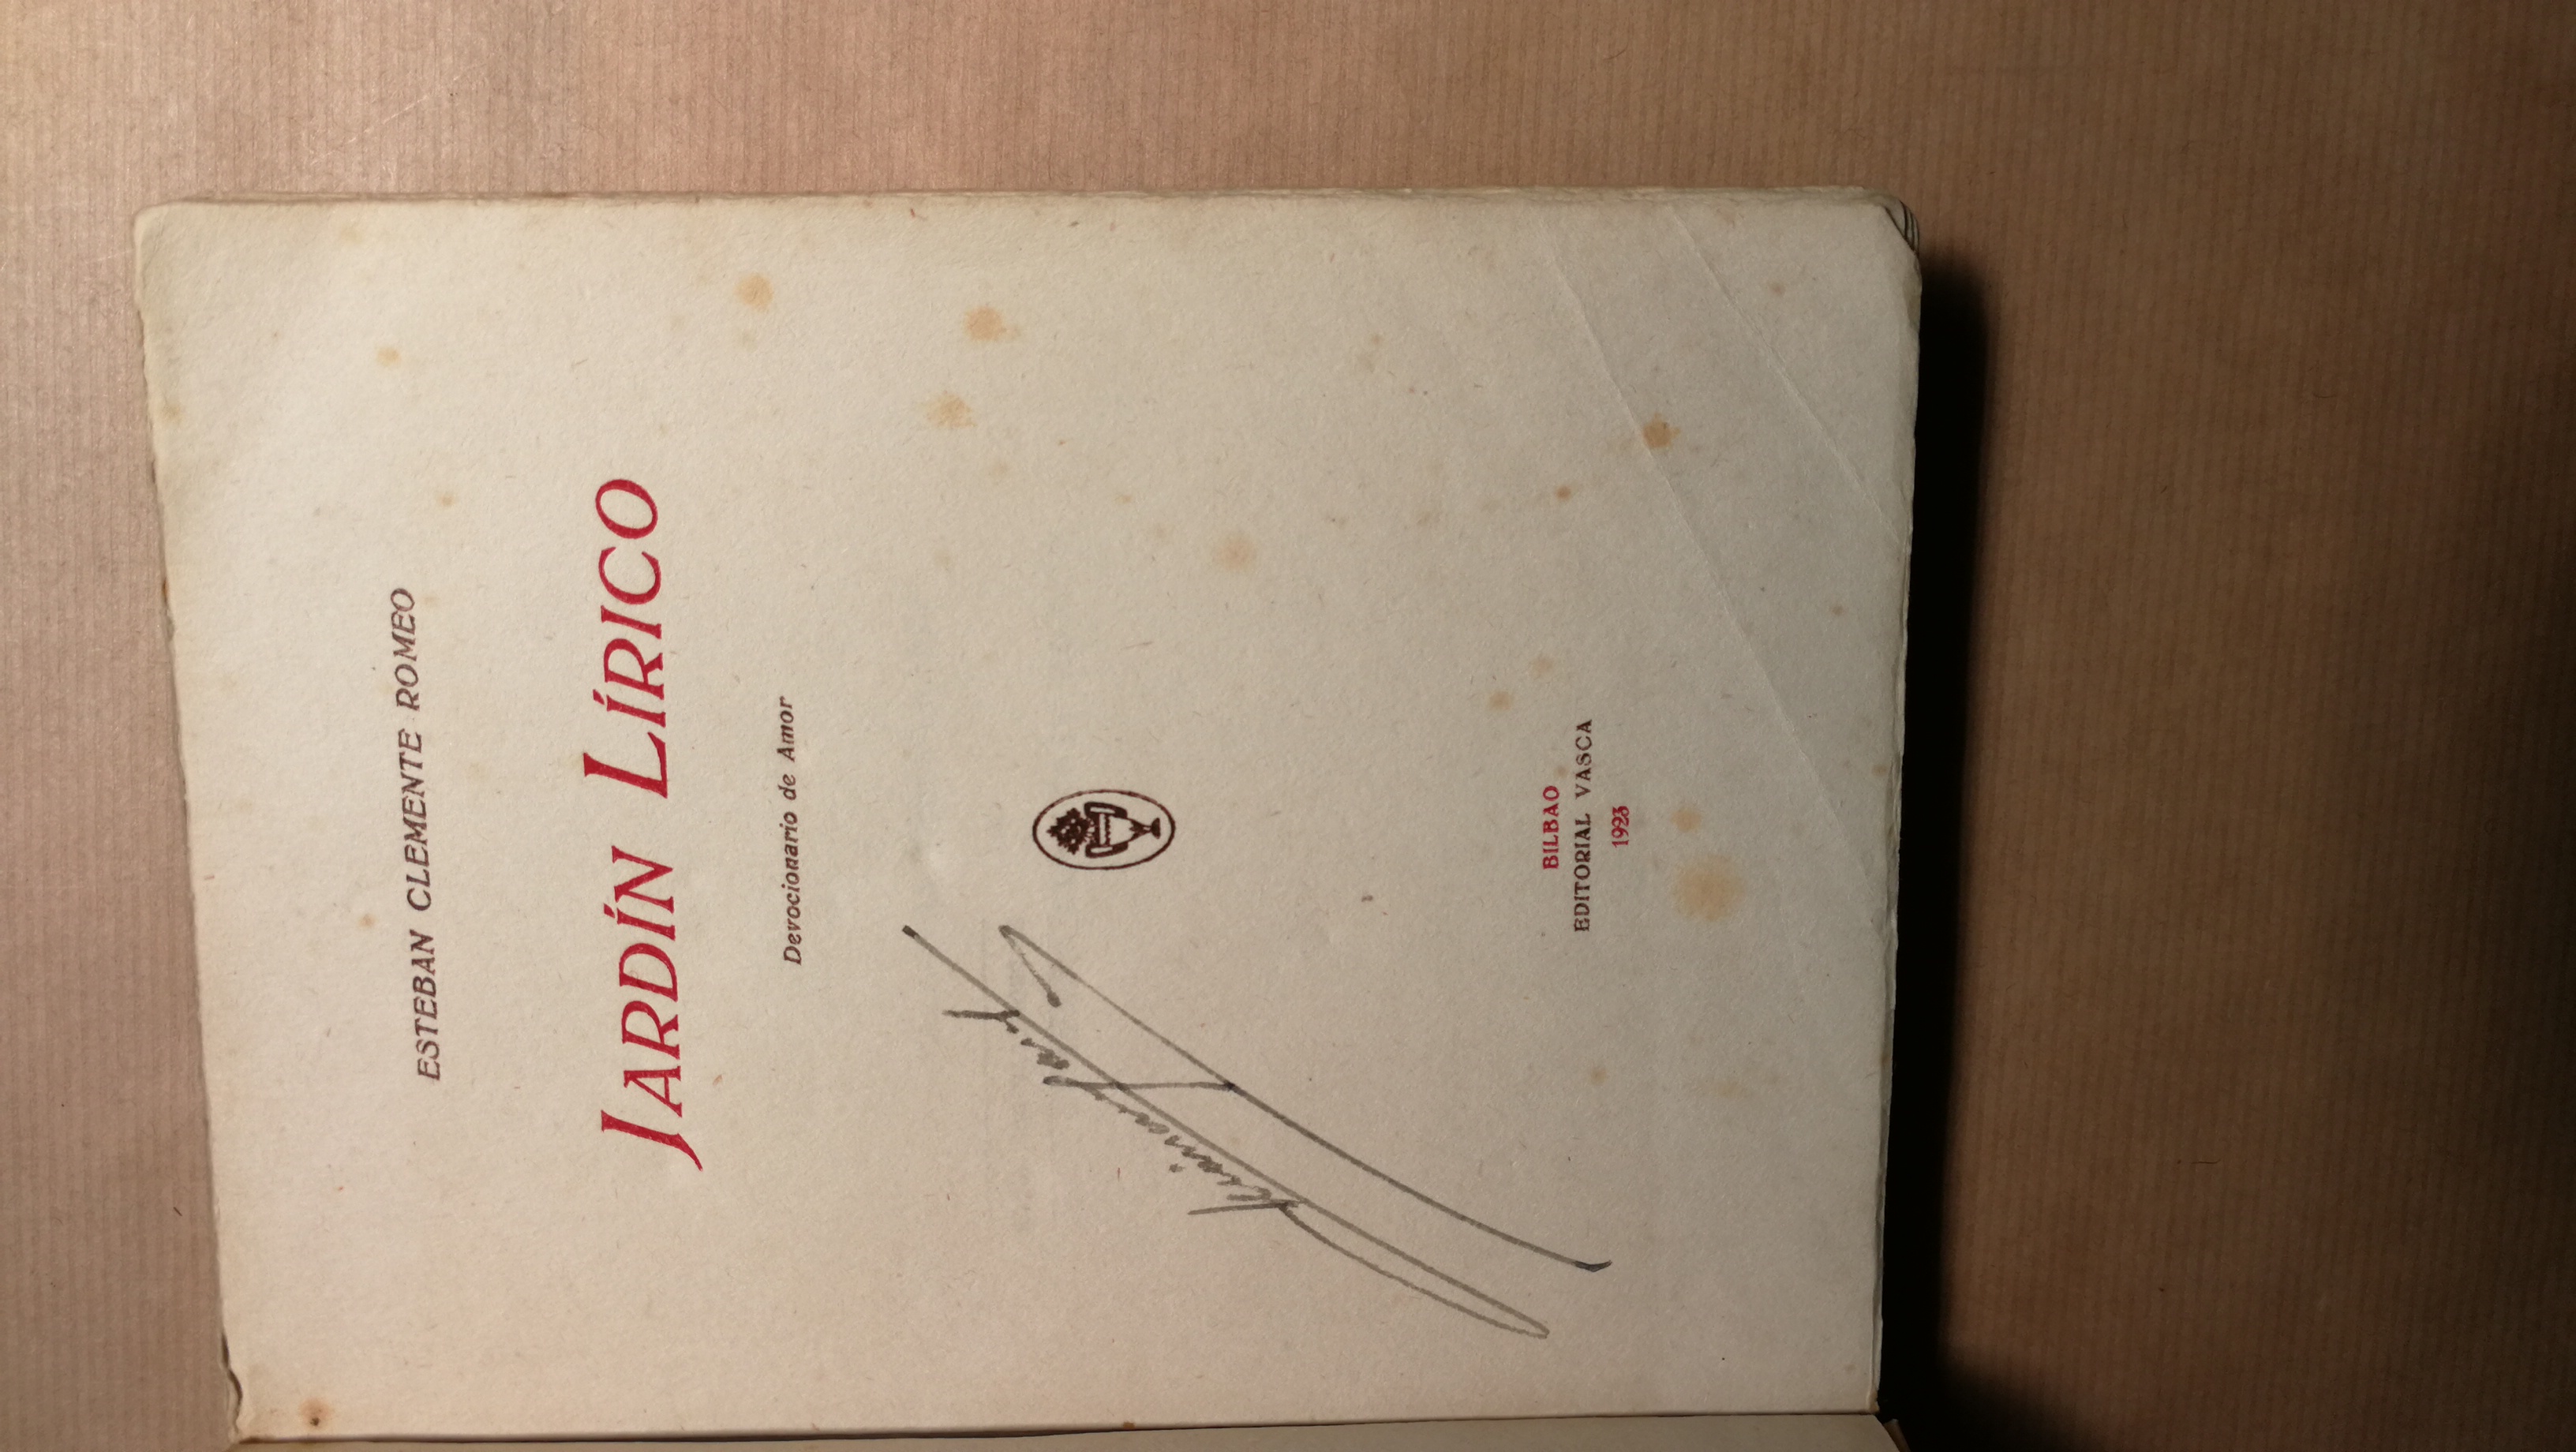 ESTEBAN CLEMENTE ROMEO
JARDÍN LÍRICO
Devocionario de Amor
BILBAO
EDITORIAL VASCA
1923